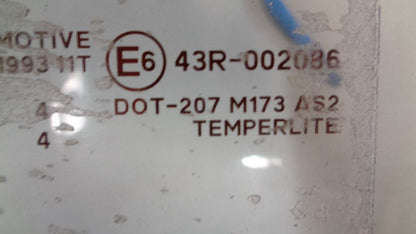 MOTIVE
1993 11T E6 43R-002086
4 DOT-207 M173 AS2
TEMPERLITE
4